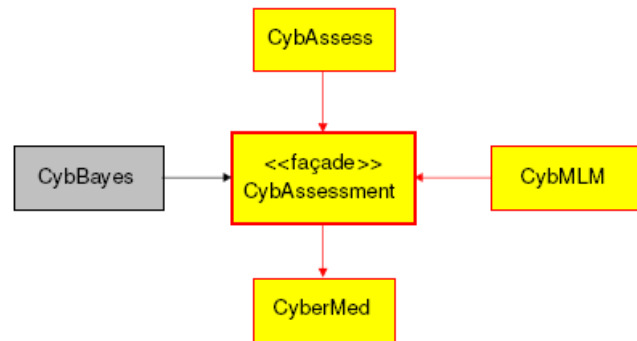 CybAssess
CybBayes
<<façade>>
CybAssessment
CybMLM
CyberMed